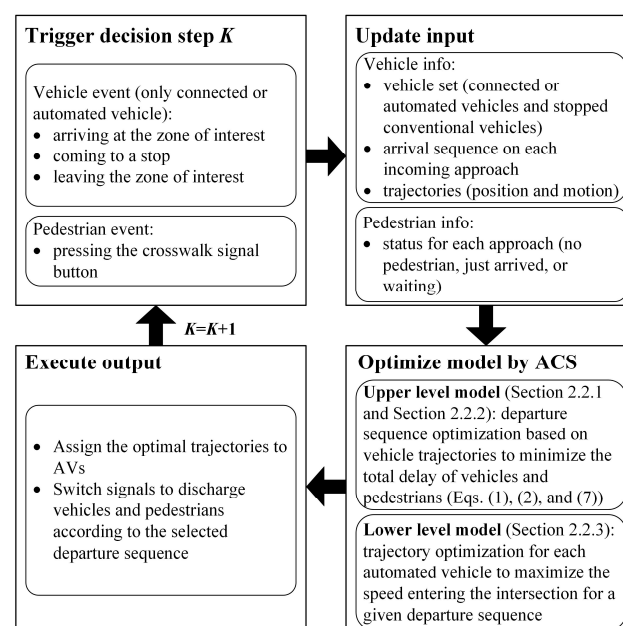 Trigger decision step K
Vehicle event (only connected or
automated vehicle):
• arriving at the zone of interest
• coming to a stop
• leaving the zone of interest
Pedestrian event:
• pressing the crosswalk signal
button
Update input
Vehicle info:
• vehicle set (connected or
automated vehicles and stopped
conventional vehicles)
• arrival sequence on each
incoming approach
• trajectories (position and motion)
Pedestrian info:
• status for each approach (no
pedestrian, just arrived, or
waiting)
Optimize model by ACS
Upper level model (Section 2.2.1
and Section 2.2.2): departure
sequence optimization based on
vehicle trajectories to minimize the
total delay of vehicles and
pedestrians (Eqs. (1), (2), and (7))
Lower level model (Section 2.2.3):
trajectory optimization for each
automated vehicle to maximize the
speed entering the intersection for a
given departure sequence
Execute output
• Assign the optimal trajectories to
AVs
• Switch signals to discharge
vehicles and pedestrians
according to the selected
departure sequence
K=K+1